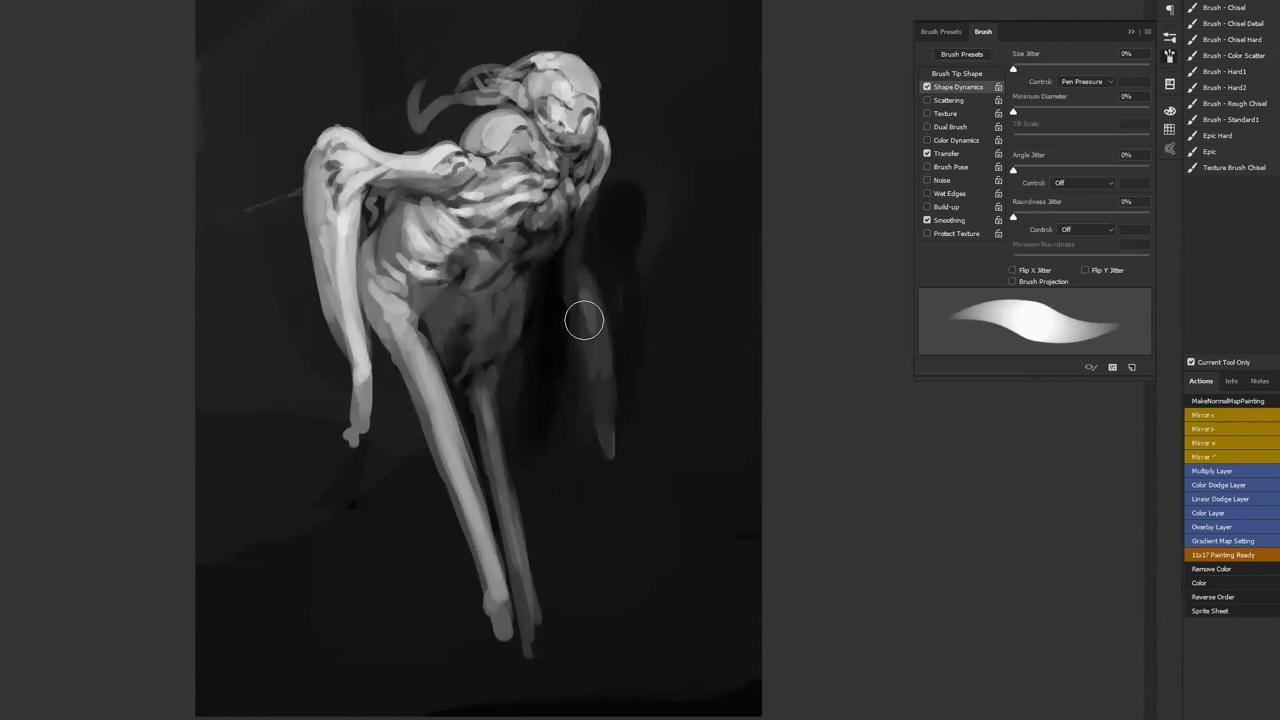 Brush Presets
Brush
Brush Presets
Brush Tip Shape
Shape Dynamics
Scattering
Texture
Dual Brush
Color Dynamics
Transfer
Brush Pose
Noise
Wet Edges
Build-up
Smoothing
Protect Texture
Size Jitter 0%
Control: Pen Pressure
Minimum Diameter 0%
Tilt Scale
Angle Jitter 0%
Control: Off
Roundness Jitter 0%
Control: Off
Minimum Roundness
Flip X Jitter Flip Y Jitter
Brush Projection
Brush - Chisel
Brush - Chisel Detail
Brush - Chisel Hard
Brush - Color Scatter
Brush - Hard1
Brush - Hard2
Brush - Rough Chisel
Brush - Standard1
Epic Hard
Epic
Texture Brush Chisel
Current Tool Only
Actions Info Notes
MakeNormalMapPainting
Mirror <
Mirror >
Mirror v
Mirror ^
Multiply Layer
Color Dodge Layer
Linear Dodge Layer
Color Layer
Overlay Layer
Gradient Map Setting
11x17 Painting Ready
Remove Color
Color
Reverse Order
Sprite Sheet